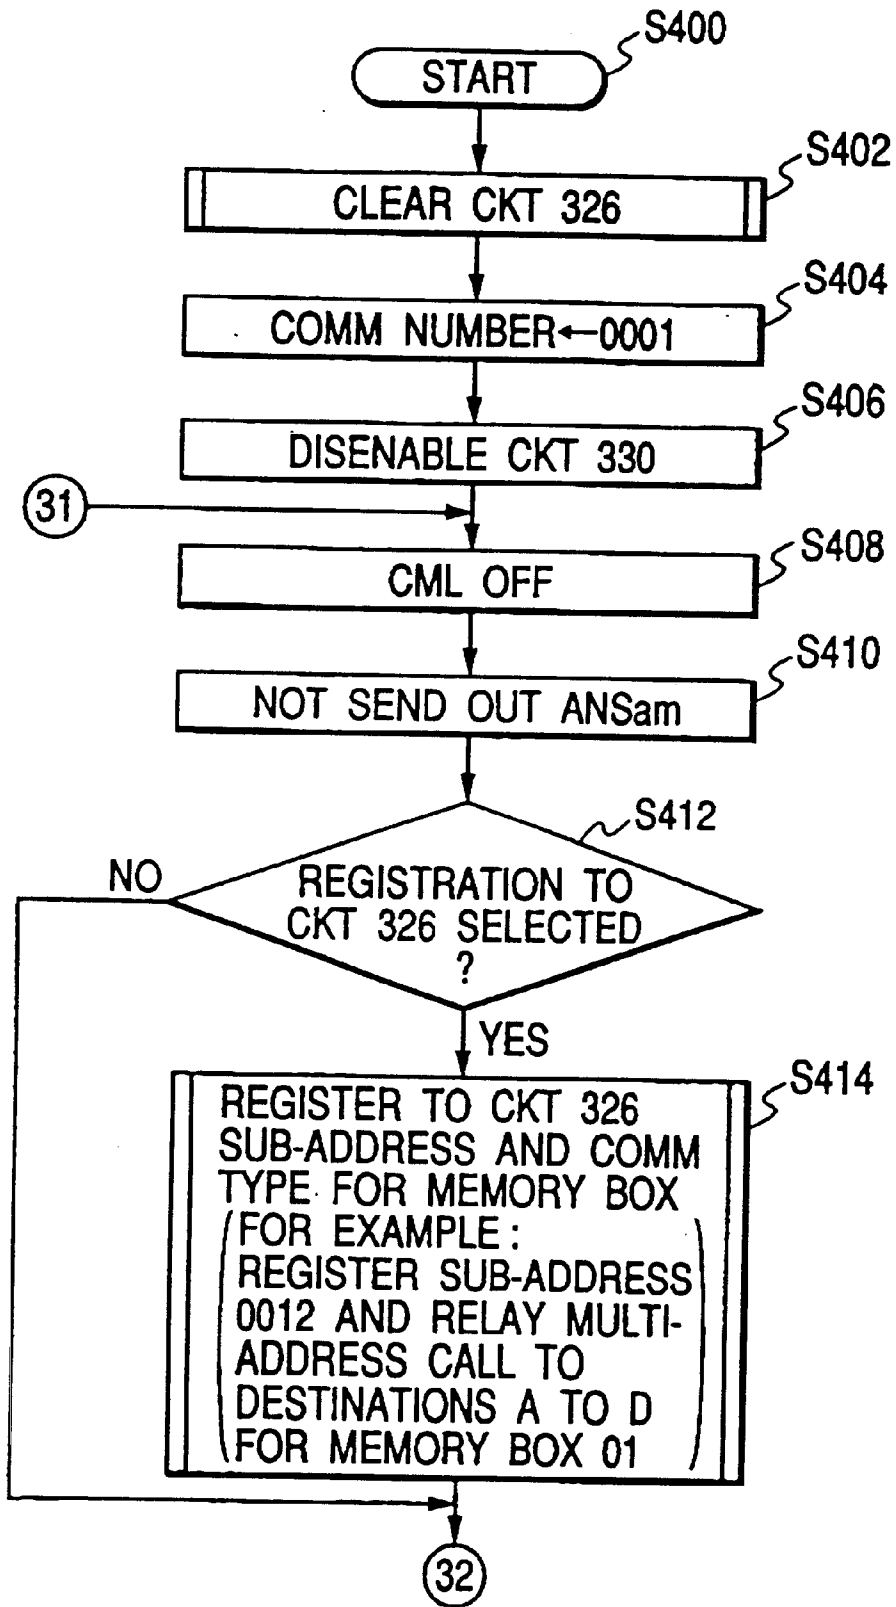 S400
START
S402
CLEAR CKT 326
S404
COMM NUMBER←0001
S406
DISENABLE CKT 330
31
S408
CML OFF
S410
NOT SEND OUT ANSam
S412
NO
REGISTRATION TO
CKT 326 SELECTED
?
YES
S414
REGISTER TO CKT 326
SUB-ADDRESS AND COMM
TYPE FOR MEMORY BOX
(FOR EXAMPLE:
REGISTER SUB-ADDRESS
0012 AND RELAY MULTI-
ADDRESS CALL TO
DESTINATIONS A TO D
FOR MEMORY BOX 01)
32